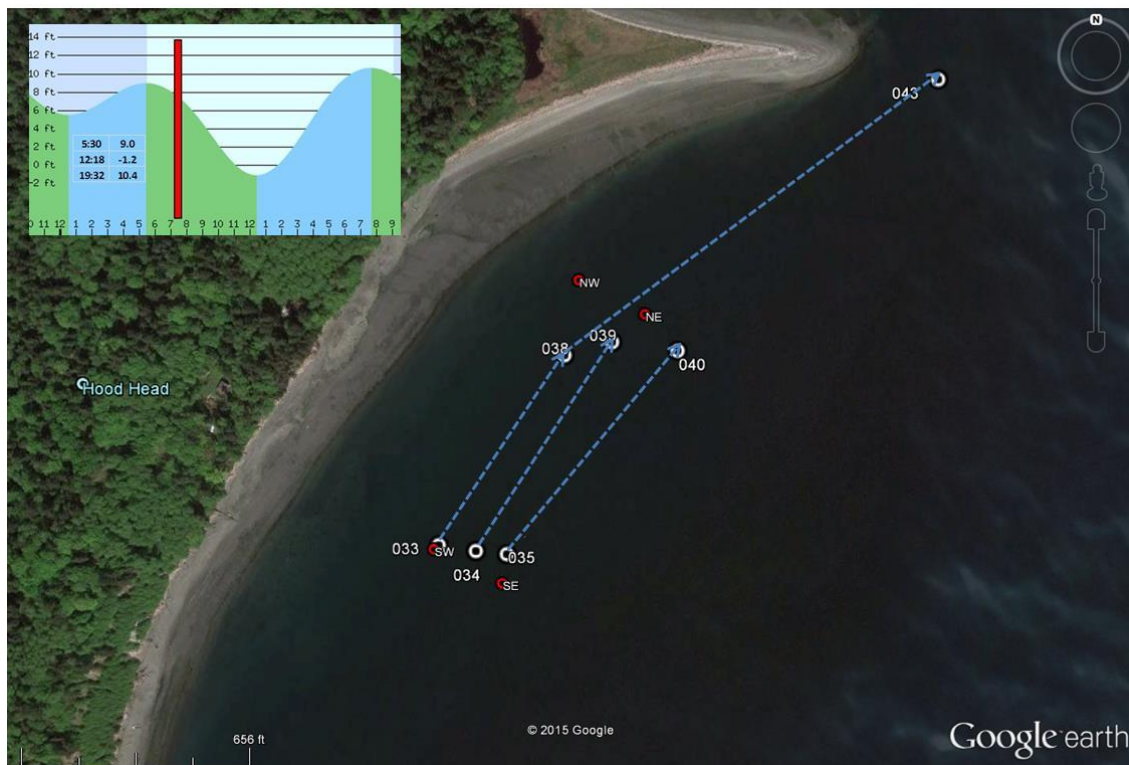 14 ft
12 ft
10 ft
8 ft
6 ft
4 ft
2 ft
0 ft
-2 ft
5:30 9.0
12:18 -1.2
19:32 10.4
0 11 12 1 2 3 4 5 6 7 8 9 10 11 12 1 2 3 4 5 6 7 8 9
N
043
NW
NE
039
038
040
Hood Head
033
SW
034
035
SE
656 ft
© 2015 Google
Google earth